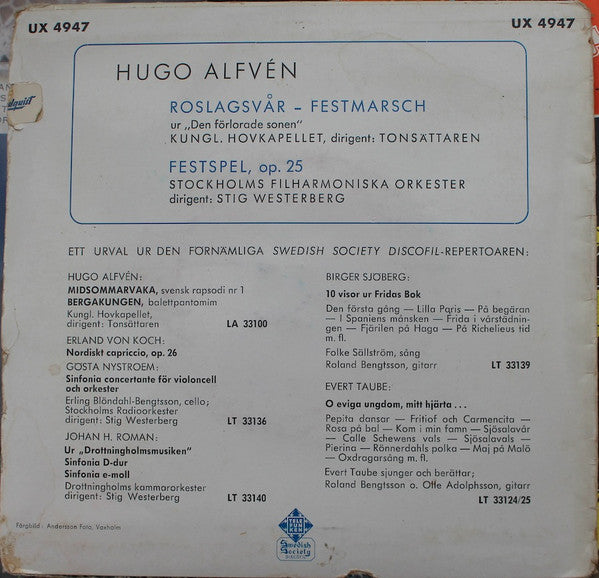 UX 4947
UX 4947
HUGO ALFVÉN
ROSLAGSVÅR – FESTMARSCH
ur „Den förlorade sonen"
KUNGL. HOVKAPELLET, dirigent: TONSÄTTAREN
FESTSPEL, op. 25
STOCKHOLMS FILHARMONISKA ORKESTER
dirigent: STIG WESTERBERG
ETT URVAL UR DEN FÖRNÄMLIGA SWEDISH SOCIETY DISCOFIL-REPERTOAREN:
HUGO ALFVÉN:
MIDSOMMARVAKA, svensk rapsodi nr 1
BERGAKUNGEN, balettpantomim
Kungl. Hovkapellet,
dirigent: Tonsättaren LA 33100
ERLAND VON KOCH:
Nordiskt capriccio, op. 26
GÖSTA NYSTROEM:
Sinfonia concertante för violoncell
och orkester
Erling Blöndahl-Bengtsson, cello;
Stockholms Radioorkester
dirigent: Stig Westerberg LT 33136
JOHAN H. ROMAN:
Ur „Drottningholmsmusiken"
Sinfonia D-dur
Sinfonia e-moll
Drottningholms kammarorkester
dirigent: Stig Westerberg LT 33140
BIRGER SJÖBERG:
10 visor ur Fridas Bok
Den första gång — Lilla Paris — På begäran
— I Spaniens månsken — Frida i vårstädnin-
gen — Fjärilen på Haga — På Richelieus tid
m. fl.
Folke Sällström, sång
Roland Bengtsson, gitarr LT 33139
EVERT TAUBE:
O eviga ungdom, mitt hjärta . . .
Pepita dansar — Fritiof och Carmencita —
Rosa på bal — Kom i min famn — Sjösalavår
— Calle Schewens vals — Sjösalavals —
Pierina — Rönnerdahls polka — Maj på Malö
— Oxdragarsång m. fl.
Evert Taube sjunger och berättar;
Roland Bengtsson o. Olle Adolphsson, gitarr
LT 33124/25
TELE
FUN
KEN
Swedish
Society
DISCOFIL
Färgbild : Andersson Foto, Vaxholm